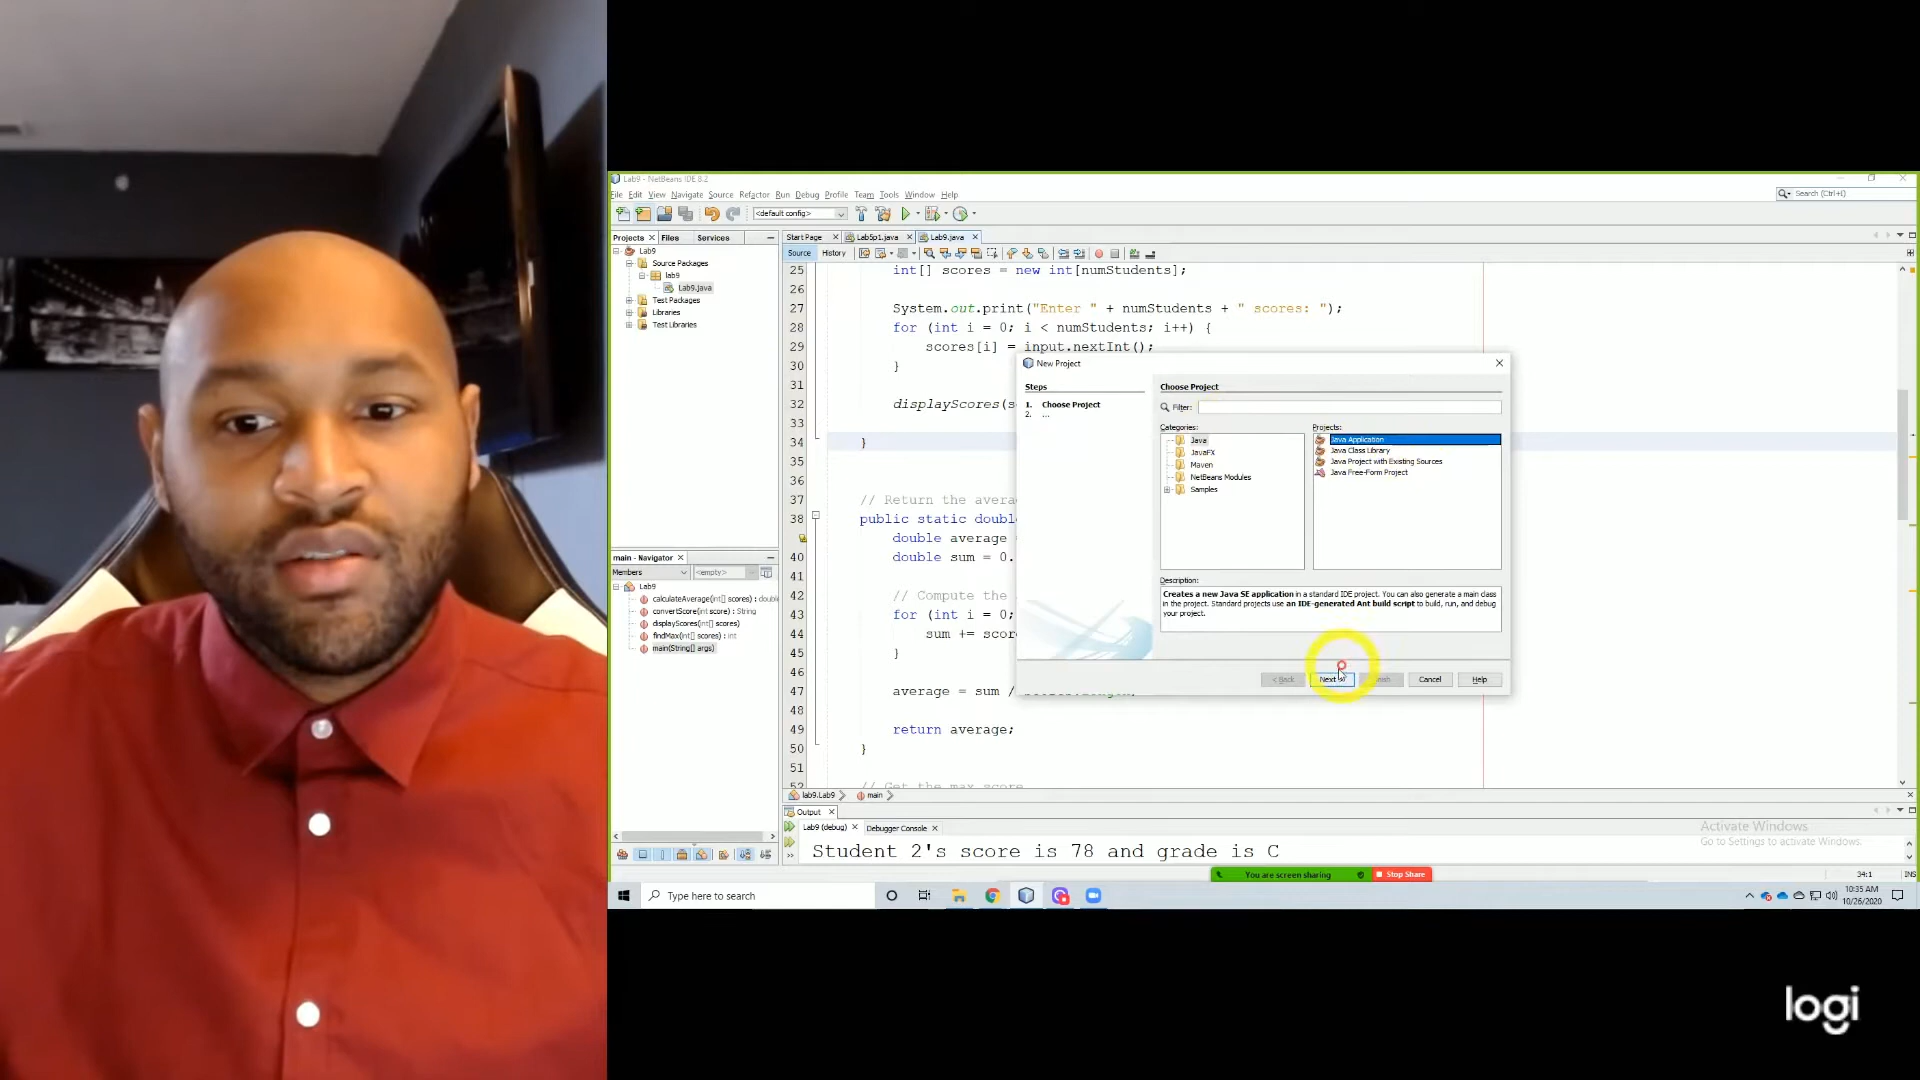 Lab9 - NetBeans IDE 8.2
File Edit View Navigate Source Refactor Run Debug Profile Team Tools Window Help
Search (Ctrl+I)
<default config>
Projects Files Services
Start Page Lab5p1.java Lab9.java
Source History
Lab9
Source Packages
lab9
Lab9.java
Test Packages
Libraries
Test Libraries
25 int[] scores = new int[numStudents];
26
27 System.out.print("Enter " + numStudents + " scores: ");
28 for (int i = 0; i < numStudents; i++) {
29 scores[i] = input.nextInt();
30 }
31
32 displayScores(s
33
34 }
35
36
37 // Return the avera
38 public static doubl
double average
40 double sum = 0.
41
42 // Compute the
43 for (int i = 0;
44 sum += scor
45 }
46
47 average = sum /
48
49 return average;
50 }
51
52 // Get the max score
New Project
Steps
1. Choose Project
2. ...
Choose Project
Filter:
Categories:
Java
JavaFX
Maven
NetBeans Modules
Samples
Projects:
Java Application
Java Class Library
Java Project with Existing Sources
Java Free-Form Project
Description:
Creates a new Java SE application in a standard IDE project. You can also generate a main class
in the project. Standard projects use an IDE-generated Ant build script to build, run, and debug
your project.
< Back Next > Cancel Help
main - Navigator
Members <empty>
Lab9
calculateAverage(int[] scores) : double
convertScore(int score) : String
displayScores(int[] scores)
findMax(int[] scores) : int
main(String[] args)
lab9.Lab9 main
Output
Lab9 (debug) Debugger Console
Student 2's score is 78 and grade is C
Activate Windows
Go to Settings to activate Windows.
You are screen sharing Stop Share
34:1 INS
Type here to search
10:35 AM
10/26/2020
logi